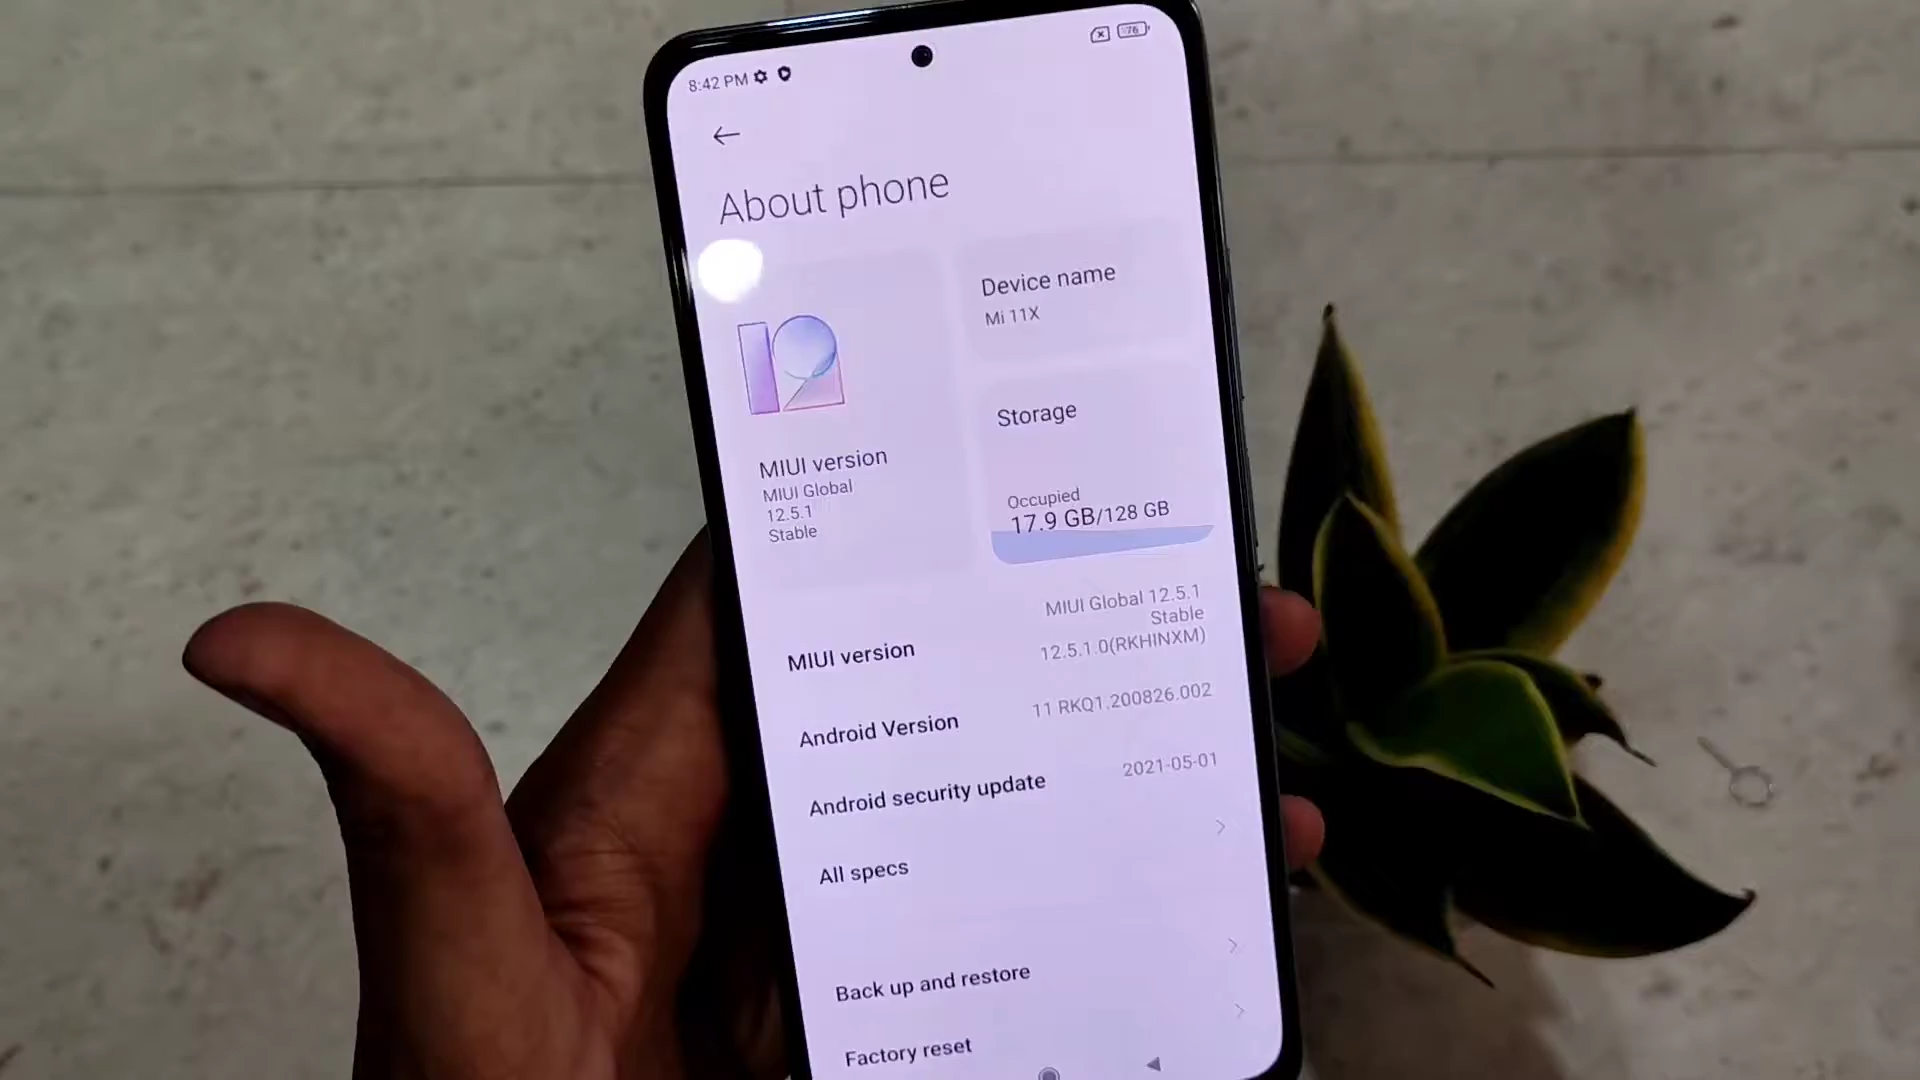 8:42 PM
76
About phone
12
MIUI version
MIUI Global
12.5.1
Stable
Device name
Mi 11X
Storage
Occupied
17.9 GB/128 GB
MIUI version
MIUI Global 12.5.1
Stable
12.5.1.0(RKHINXM)
Android Version
11 RKQ1.200826.002
Android security update
2021-05-01
All specs
Back up and restore
Factory reset